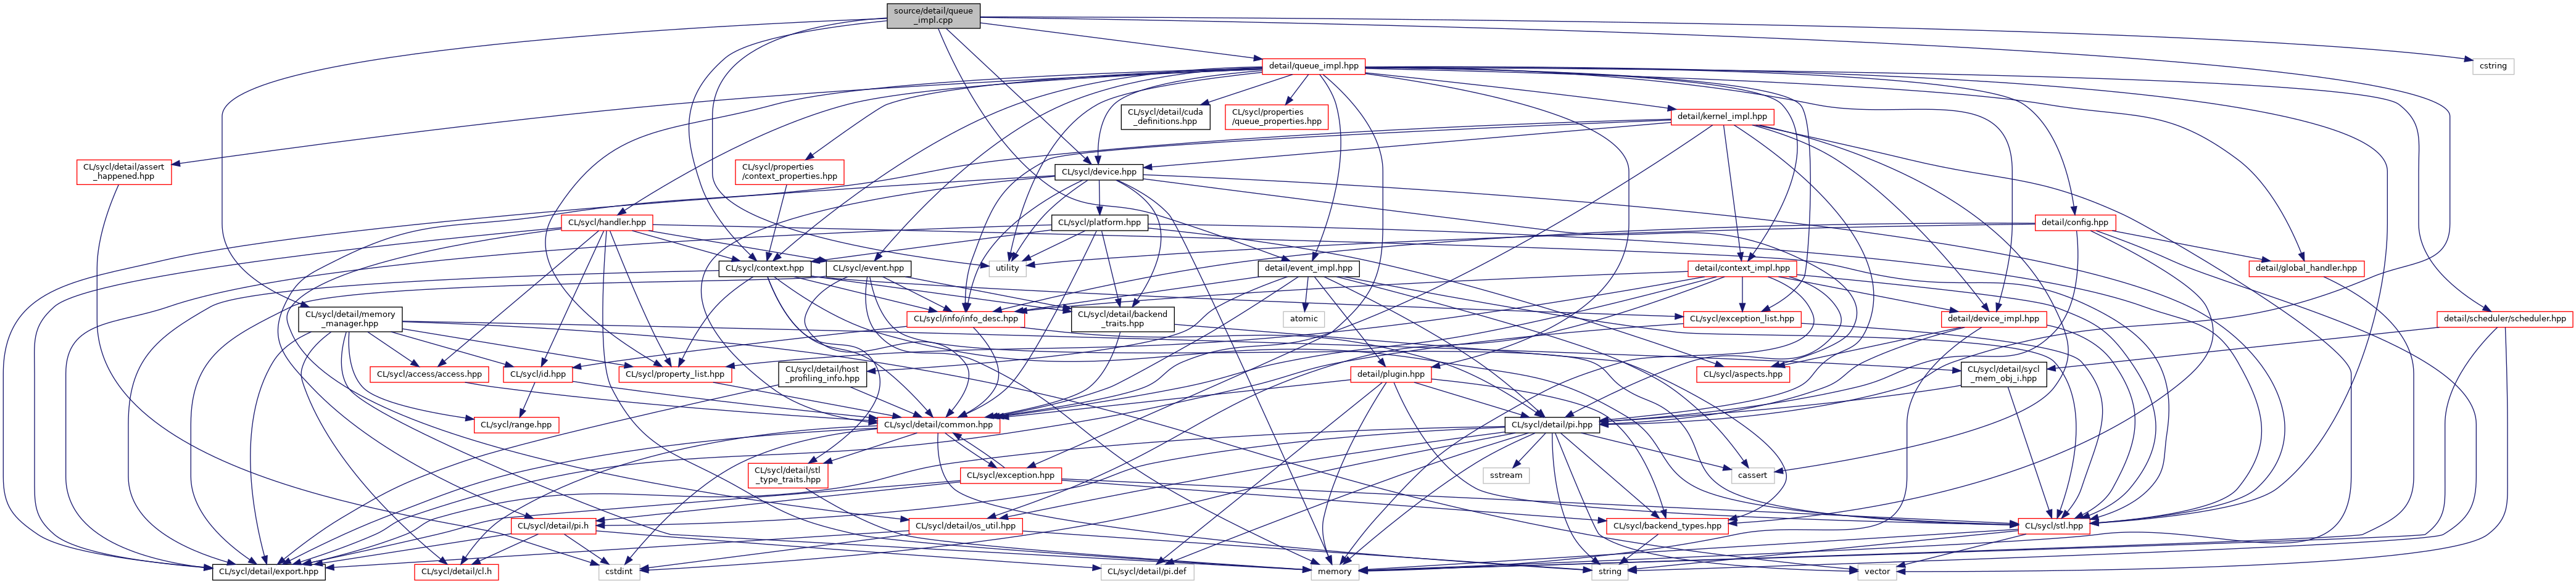 source/detail/queue
_impl.cpp
detail/queue_impl.hpp
cstring
CL/sycl/detail/cuda
_definitions.hpp
CL/sycl/properties
/queue_properties.hpp
detail/kernel_impl.hpp
CL/sycl/detail/assert
_happened.hpp
CL/sycl/properties
/context_properties.hpp
CL/sycl/device.hpp
CL/sycl/handler.hpp
CL/sycl/platform.hpp
detail/config.hpp
CL/sycl/context.hpp
CL/sycl/event.hpp
utility
detail/event_impl.hpp
detail/context_impl.hpp
detail/global_handler.hpp
CL/sycl/detail/memory
_manager.hpp
CL/sycl/info/info_desc.hpp
CL/sycl/detail/backend
_traits.hpp
atomic
CL/sycl/exception_list.hpp
detail/device_impl.hpp
detail/scheduler/scheduler.hpp
CL/sycl/access/access.hpp
CL/sycl/id.hpp
CL/sycl/property_list.hpp
CL/sycl/detail/host
_profiling_info.hpp
detail/plugin.hpp
CL/sycl/aspects.hpp
CL/sycl/detail/sycl
_mem_obj_i.hpp
CL/sycl/range.hpp
CL/sycl/detail/common.hpp
CL/sycl/detail/pi.hpp
CL/sycl/detail/stl
_type_traits.hpp
CL/sycl/exception.hpp
sstream
cassert
CL/sycl/detail/pi.h
CL/sycl/detail/os_util.hpp
CL/sycl/backend_types.hpp
CL/sycl/stl.hpp
CL/sycl/detail/export.hpp
CL/sycl/detail/cl.h
cstdint
memory
CL/sycl/detail/pi.def
string
vector